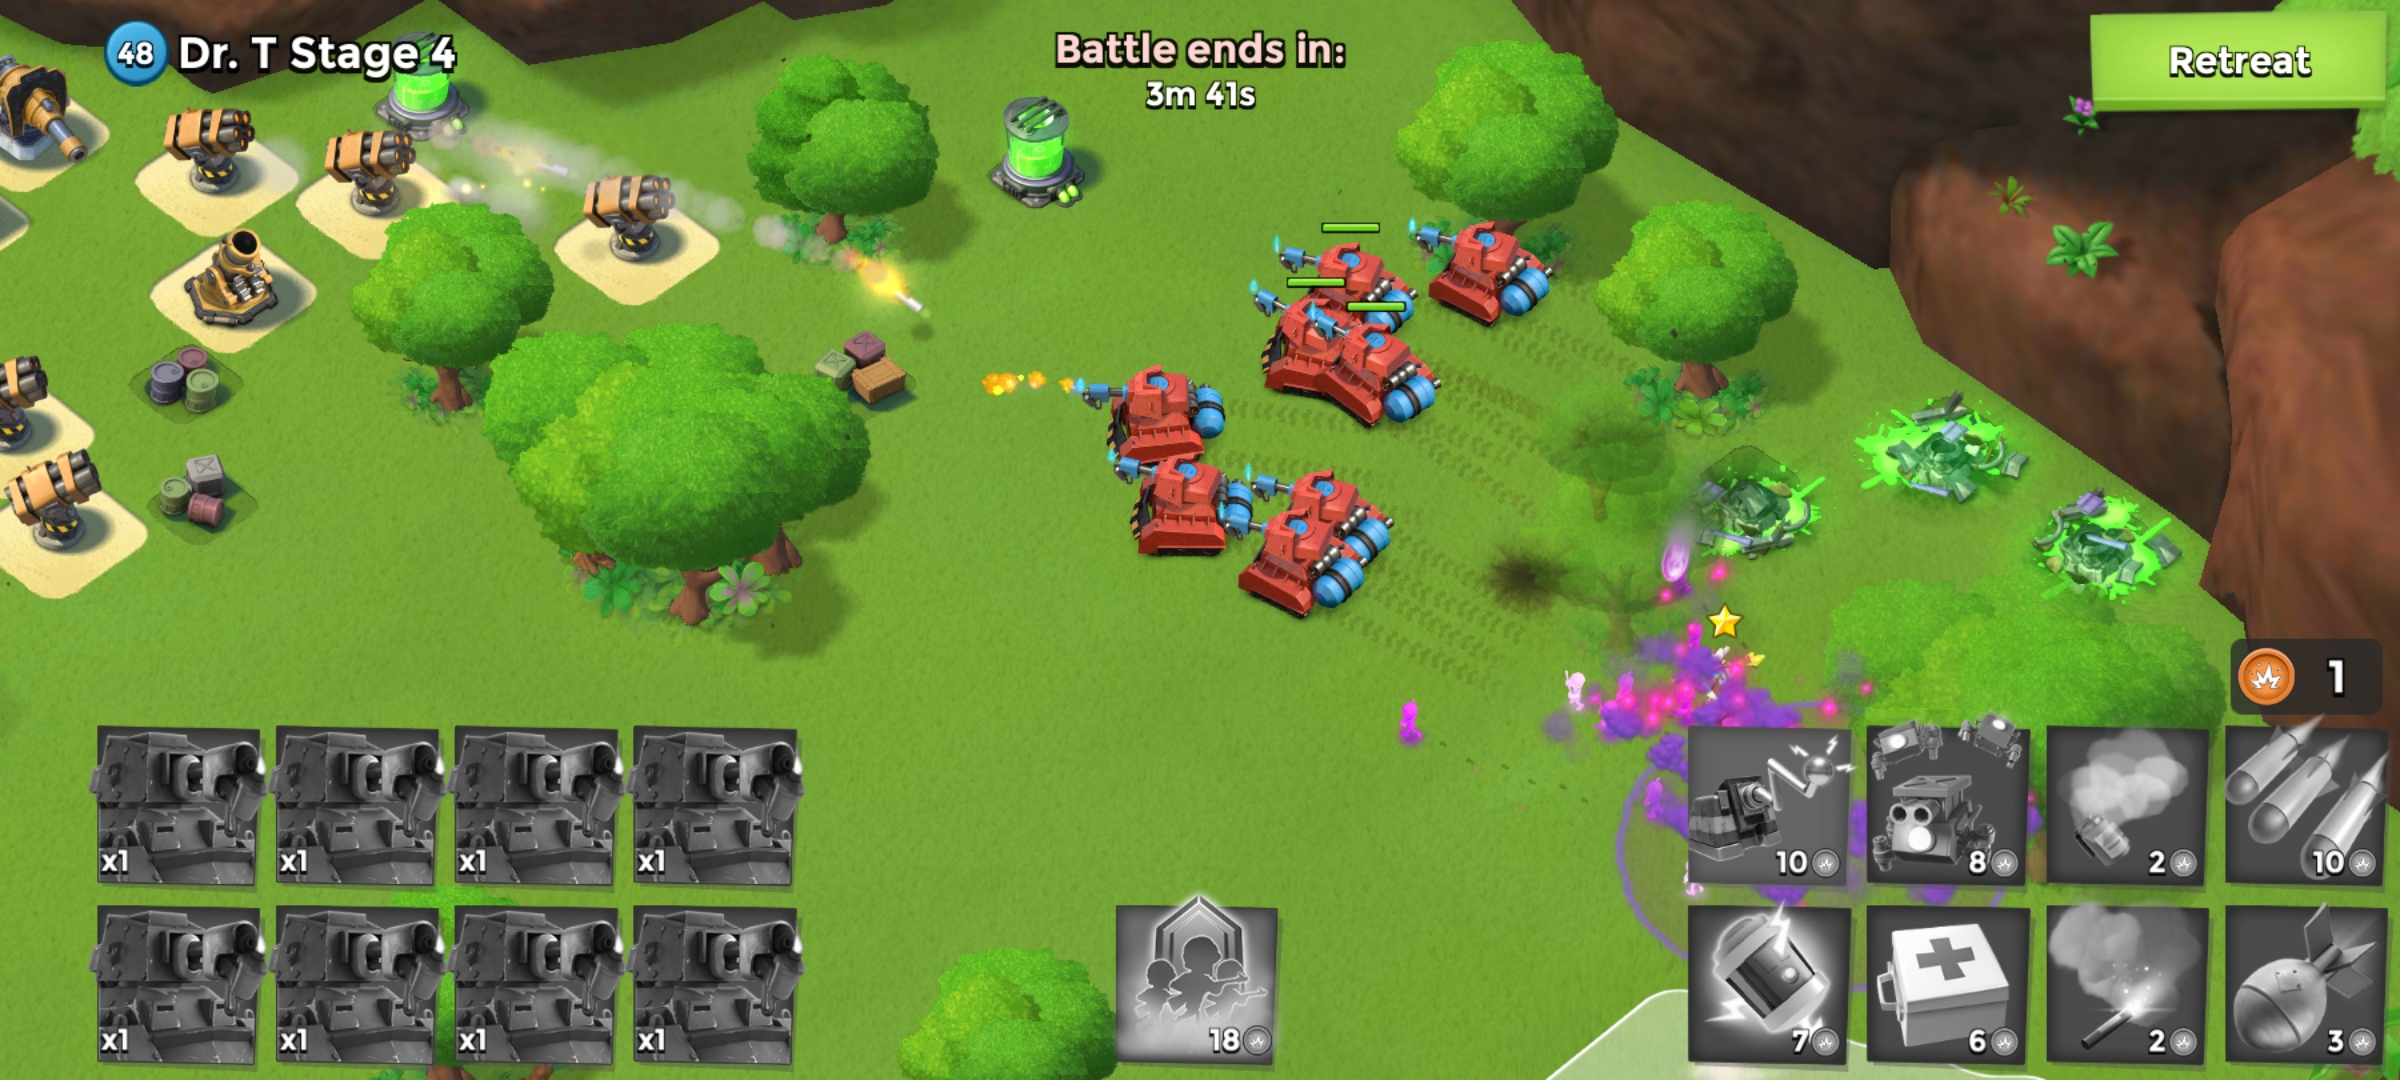 48 Dr. T Stage 4
Battle ends in:
3m 41s
Retreat
1
x1 x1 x1 x1
10 8 2 10
x1 x1 x1 x1
18
7 6 2 3